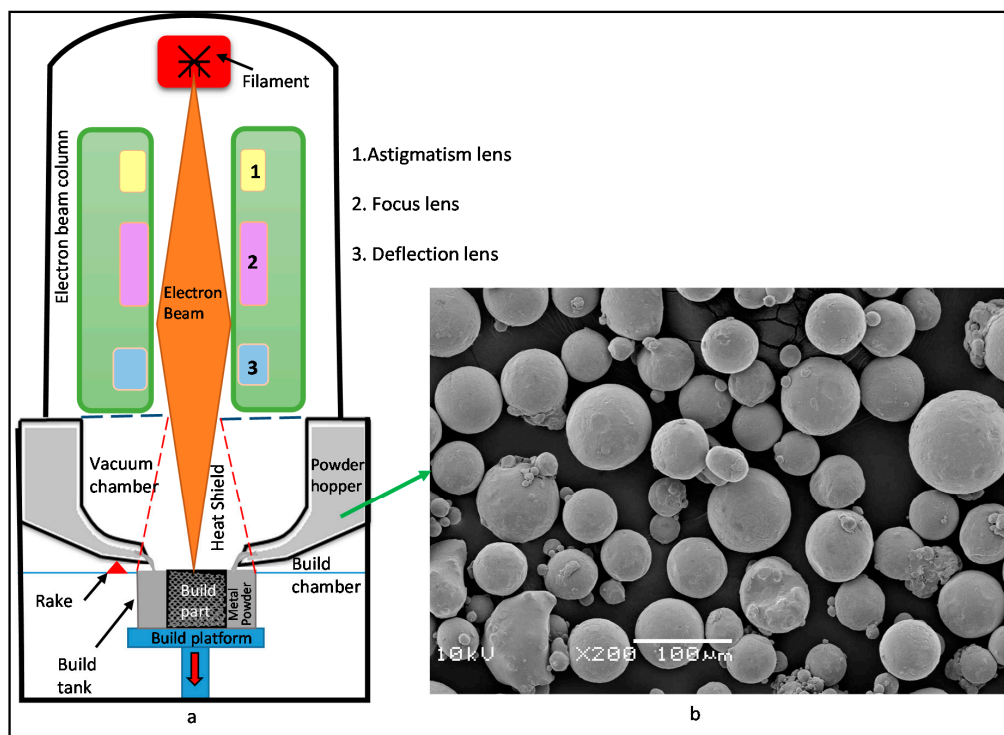 Filament
Electron beam column
1.Astigmatism lens
1
2. Focus lens
3. Deflection lens
2
Electron
Beam
3
Vacuum
chamber
Heat Shield
Powder
hopper
Build
chamber
Rake
Build
part
Metal
Powder
Build platform
Build
tank
a
10kV X200 100µm
b